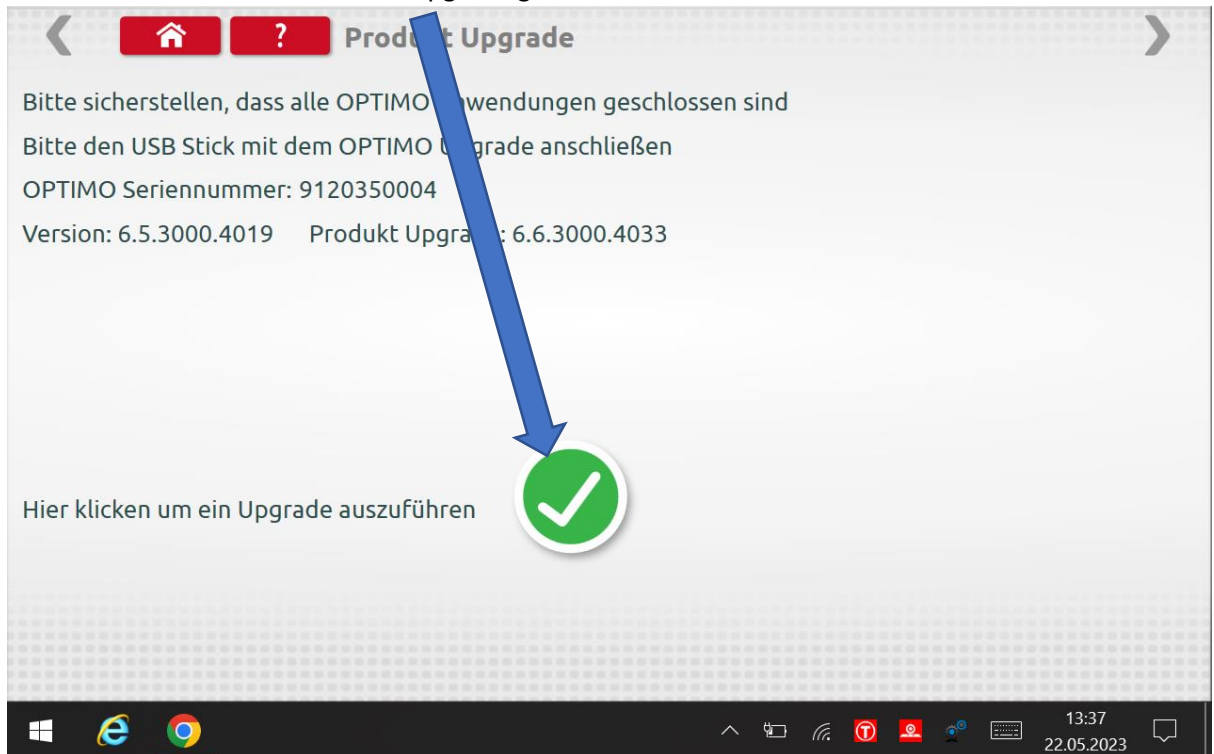 ? Produkt Upgrade
Bitte sicherstellen, dass alle OPTIMO Anwendungen geschlossen sind
Bitte den USB Stick mit dem OPTIMO Upgrade anschließen
OPTIMO Seriennummer: 9120350004
Version: 6.5.3000.4019 Produkt Upgrade: 6.6.3000.4033
Hier klicken um ein Upgrade auszuführen
13:37
22.05.2023